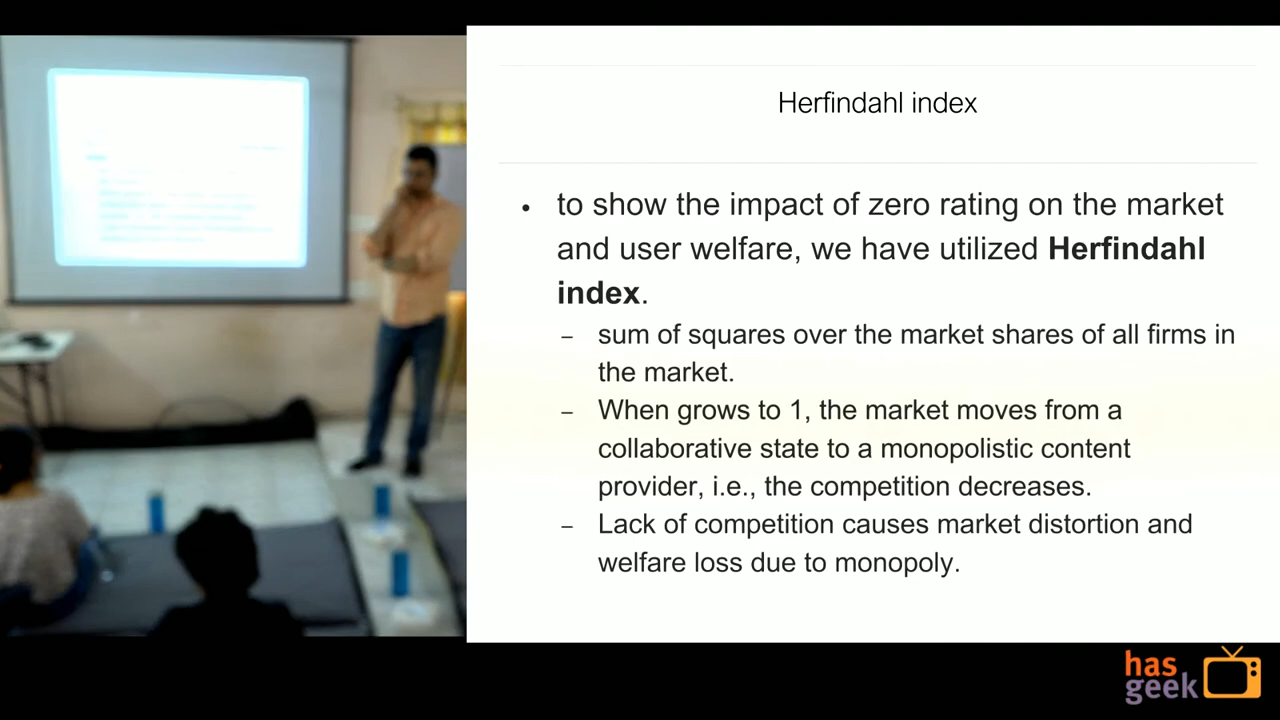 Herfindahl index
• to show the impact of zero rating on the market
and user welfare, we have utilized Herfindahl
index.
– sum of squares over the market shares of all firms in
the market.
– When grows to 1, the market moves from a
collaborative state to a monopolistic content
provider, i.e., the competition decreases.
– Lack of competition causes market distortion and
welfare loss due to monopoly.
has
geek